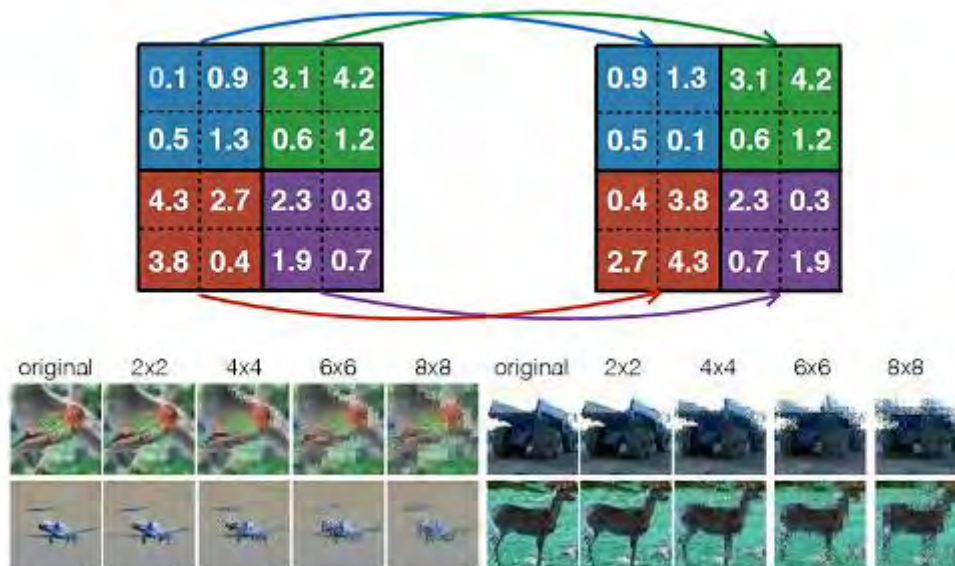 0.1 0.9 3.1 4.2 0.9 1.3 3.1 4.2
0.5 1.3 0.6 1.2 0.5 0.1 0.6 1.2
4.3 2.7 2.3 0.3 0.4 3.8 2.3 0.3
3.8 0.4 1.9 0.7 2.7 4.3 0.7 1.9
original 2x2 4x4 6x6 8x8 original 2x2 4x4 6x6 8x8